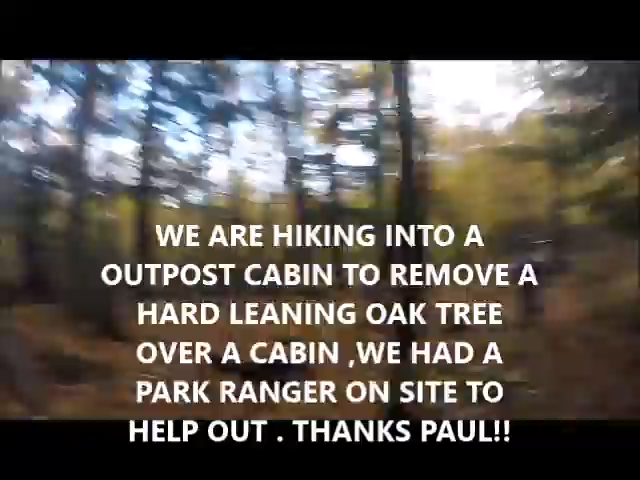 WE ARE HIKING INTO A
OUTPOST CABIN TO REMOVE A
HARD LEANING OAK TREE
OVER A CABIN ,WE HAD A
PARK RANGER ON SITE TO
HELP OUT . THANKS PAUL!!